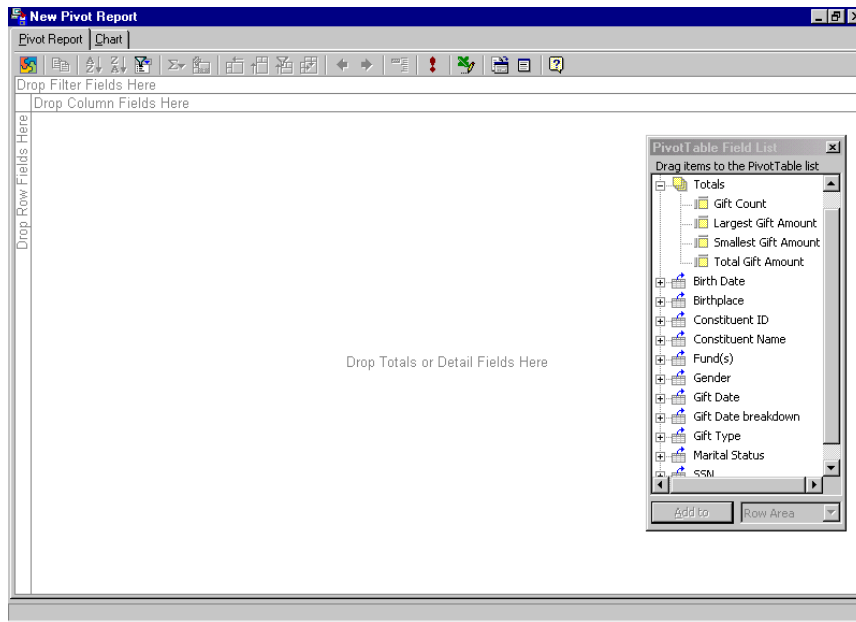 New Pivot Report
Pivot Report Chart
Drop Filter Fields Here
Drop Column Fields Here
Drop Row Fields Here
Drop Totals or Detail Fields Here
PivotTable Field List
Drag items to the PivotTable list
Totals
Gift Count
Largest Gift Amount
Smallest Gift Amount
Total Gift Amount
Birth Date
Birthplace
Constituent ID
Constituent Name
Fund(s)
Gender
Gift Date
Gift Date breakdown
Gift Type
Marital Status
SSN
Add to Row Area